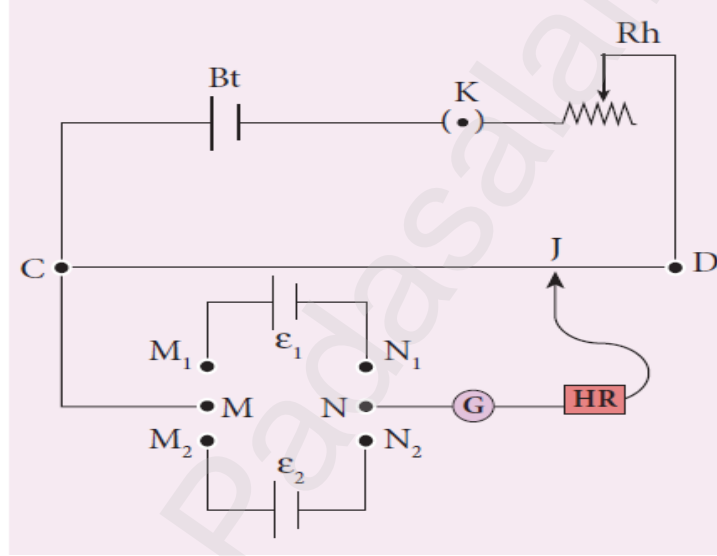 Rh
Bt
K
( )
J
C
D
ε₁
M₁
N₁
M
N
G
HR
M₂
N₂
ε₂
Padasalai